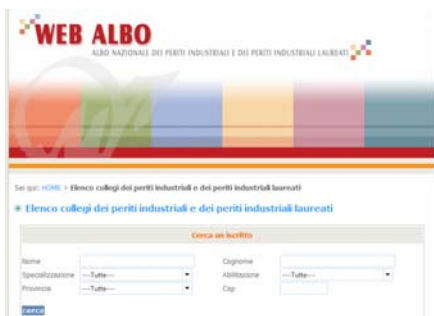 WEB ALBO
ALBO NAZIONALE DEI PERITI INDUSTRIALI E DEI PERITI INDUSTRIALI LAUREATI
Sei qui: HOME > Elenco collegi dei periti industriali e dei periti industriali laureati
Elenco collegi dei periti industriali e dei periti industriali laureati
Cerca un iscritto
Nome Cognome
Specializzazione ---Tutte--- Abilitazione ---Tutte---
Provincia ---Tutte--- Cap
cerca